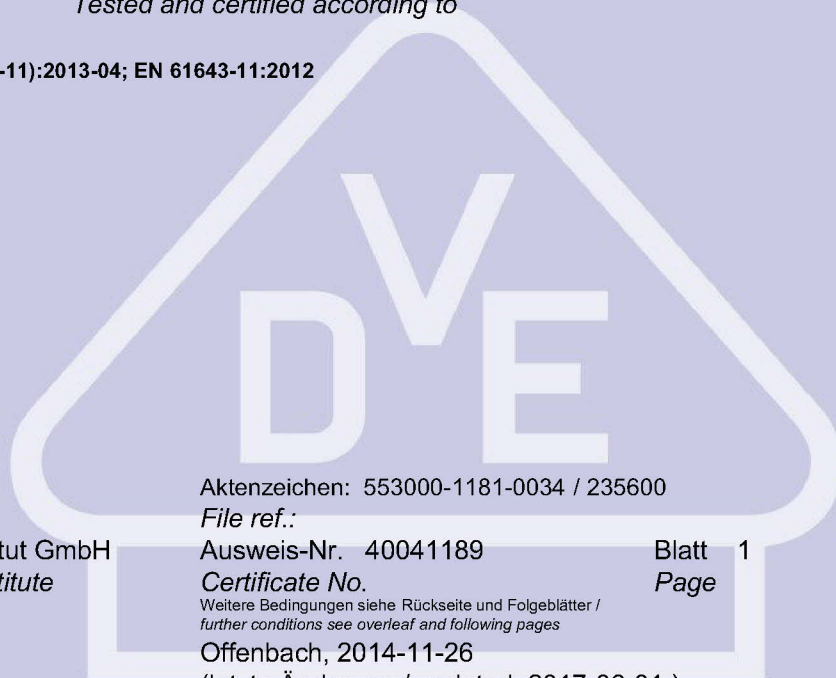 Tested and certified according to
-11):2013-04; EN 61643-11:2012
VDE
Aktenzeichen: 553000-1181-0034 / 235600
File ref.:
tut GmbH Ausweis-Nr. 40041189 Blatt 1
titute Certificate No. Page
Weitere Bedingungen siehe Rückseite und Folgeblätter /
further conditions see overleaf and following pages
Offenbach, 2014-11-26